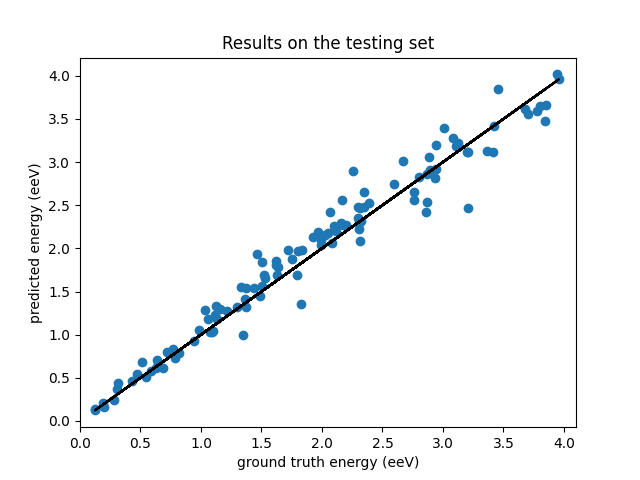 Results on the testing set
predicted energy (eeV)
4.0
3.5
3.0
2.5
2.0
1.5
1.0
0.5
0.0
0.0 0.5 1.0 1.5 2.0 2.5 3.0 3.5 4.0
ground truth energy (eeV)